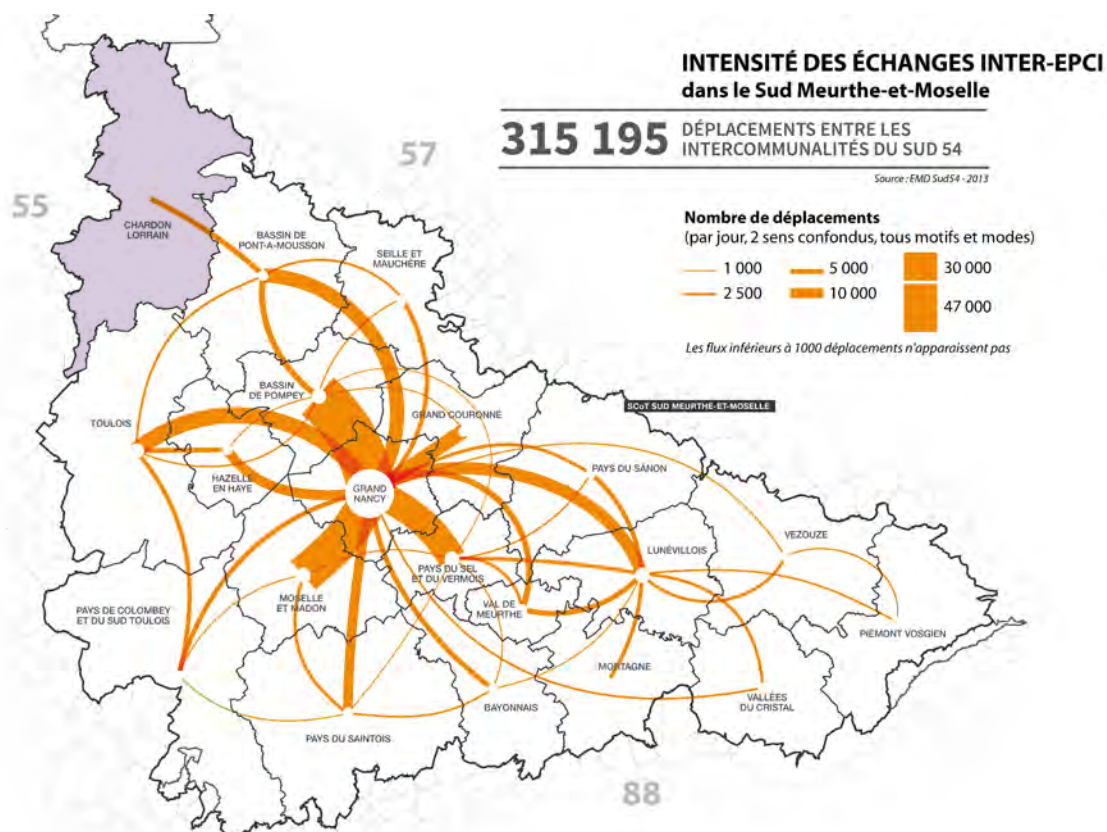 INTENSITÉ DES ÉCHANGES INTER-EPCI
dans le Sud Meurthe-et-Moselle
315 195
DÉPLACEMENTS ENTRE LES
INTERCOMMUNALITÉS DU SUD 54
Source : EMD Sud54 - 2013
Nombre de déplacements
(par jour, 2 sens confondus, tous motifs et modes)
1 000
5 000
30 000
2 500
10 000
47 000
Les flux inférieurs à 1000 déplacements n'apparaissent pas
57
55
CHARDON
LORRAIN
BASSIN DE
PONT-A-MOUSSON
SEILLE ET
MAUCHÈRE
BASSIN
DE POMPEY
GRAND COURONNÉ
SCoT SUD MEURTHE-ET-MOSELLE
TOULOIS
HAZELLE
EN HAYE
GRAND
NANCY
PAYS DU SÂNON
VEZOUZE
LUNÉVILLOIS
PAYS DU SEL
ET DU VERMOIS
MOSELLE
ET MADON
VAL DE
MEURTHE
PAYS DE COLOMBEY
ET DU SUD TOULOIS
PIÉMONT VOSGIEN
MORTAGNE
VALLÉES
DU CRISTAL
BAYONNAIS
PAYS DU SAINTOIS
88